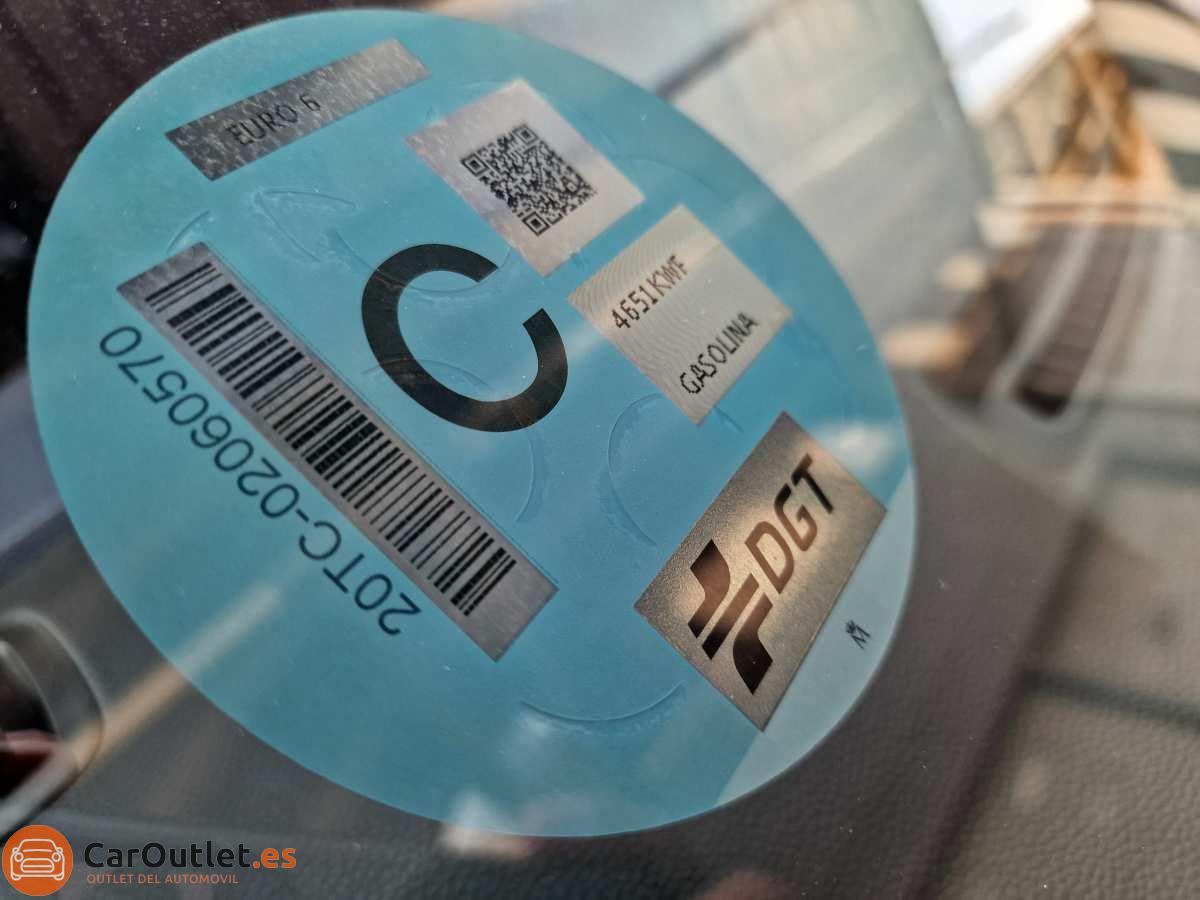 EURO 6
C
4651KWF
GASOLINA
20TC-02060570
DGT
M
CarOutlet.es
OUTLET DEL AUTOMOVIL